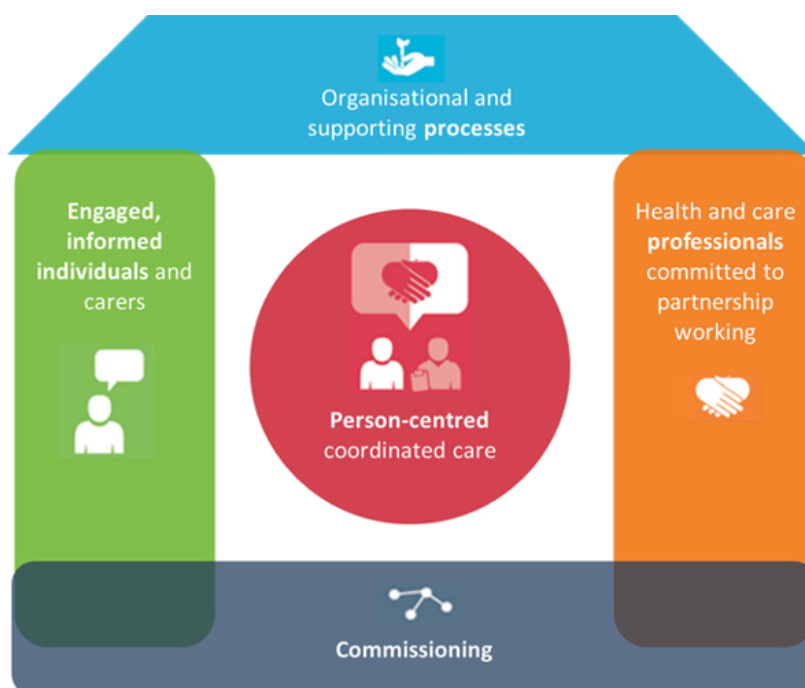 Organisational and
supporting processes
Engaged,
informed
individuals and
carers
Health and care
professionals
committed to
partnership
working
Person-centred
coordinated care
Commissioning